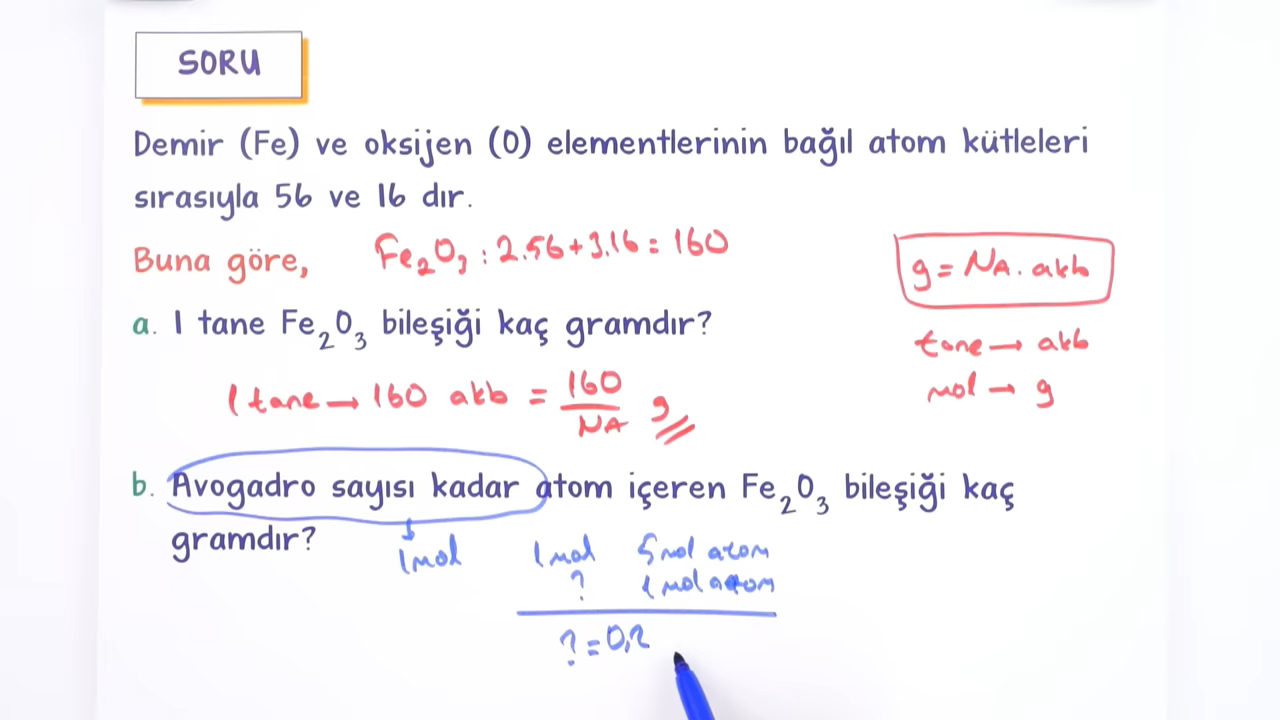 SORU
Demir (Fe) ve oksijen (O) elementlerinin bağıl atom kütleleri
sırasıyla 56 ve 16 dır.
Buna göre,
Fe₂O₃ : 2.56 + 3.16 = 160
g = NA . akb
tane → akb
mol → g
a. 1 tane Fe₂O₃ bileşiği kaç gramdır?
1 tane → 160 akb = 160/NA g
b. Avogadro sayısı kadar atom içeren Fe₂O₃ bileşiği kaç
gramdır?
1 mol
1 mol 5 mol atom
? 1 mol atom
? = 0,2